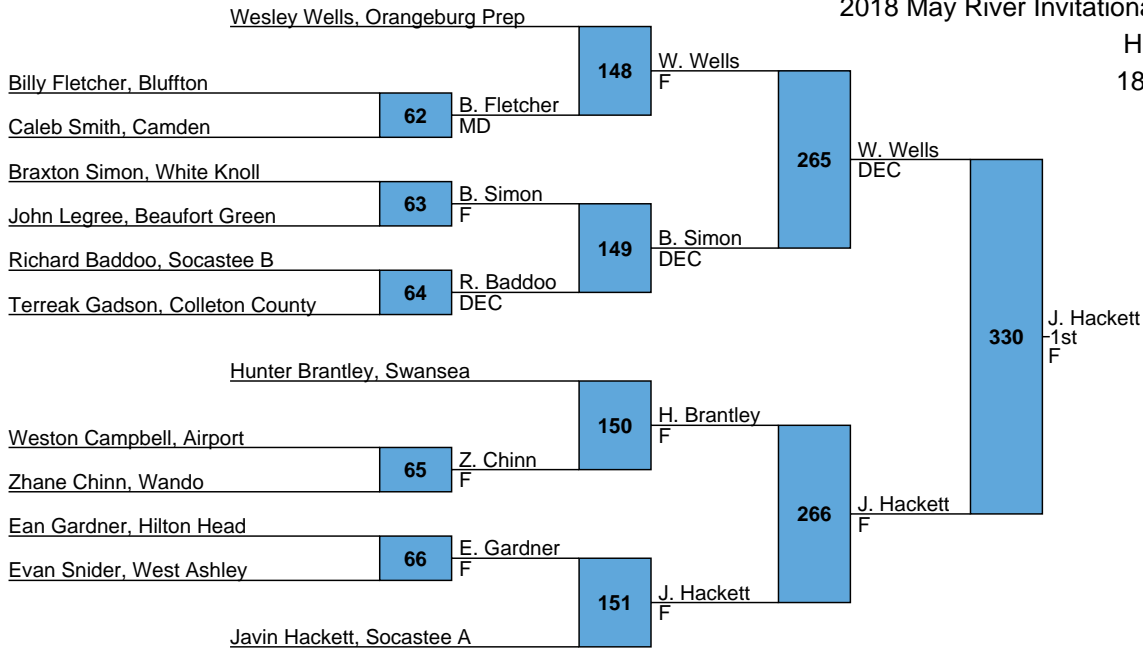 2018 May River Invitationa
H
18
Wesley Wells, Orangeburg Prep
148
W. Wells
F
Billy Fletcher, Bluffton
62
B. Fletcher
MD
Caleb Smith, Camden
265
W. Wells
DEC
Braxton Simon, White Knoll
63
B. Simon
F
John Legree, Beaufort Green
149
B. Simon
DEC
Richard Baddoo, Socastee B
64
R. Baddoo
DEC
Terreak Gadson, Colleton County
330
J. Hackett
1st
F
Hunter Brantley, Swansea
150
H. Brantley
F
Weston Campbell, Airport
65
Z. Chinn
F
Zhane Chinn, Wando
266
J. Hackett
F
Ean Gardner, Hilton Head
66
E. Gardner
F
Evan Snider, West Ashley
151
J. Hackett
F
Javin Hackett, Socastee A